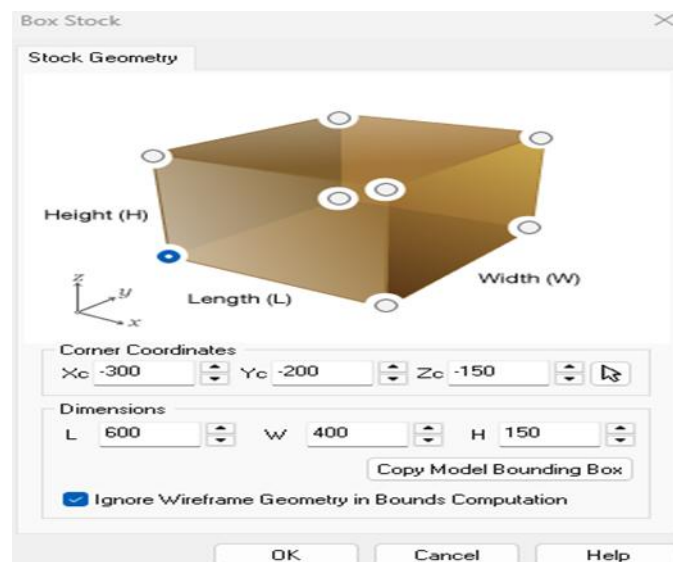 Box Stock
Stock Geometry
Height (H)
Width (W)
Length (L)
z
y
x
Corner Coordinates
Xc -300 Yc -200 Zc -150
Dimensions
L 600 W 400 H 150
Copy Model Bounding Box
Ignore Wireframe Geometry in Bounds Computation
OK Cancel Help